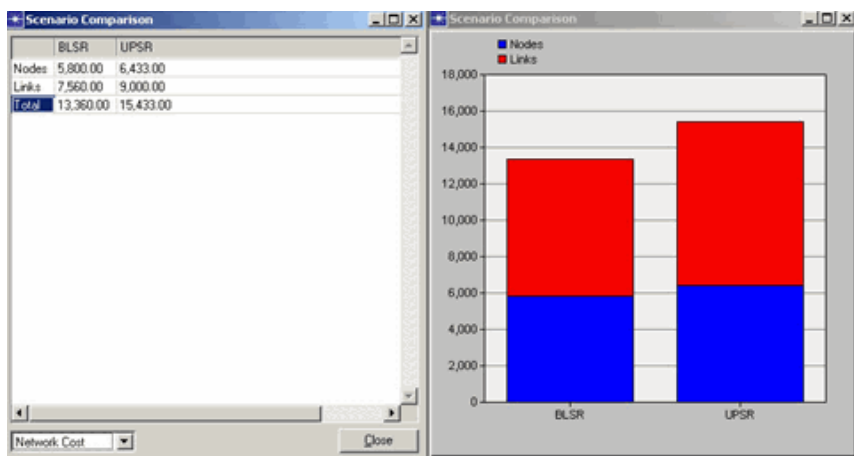 Scenario Comparison
BLSR UPSR
Nodes 5,800.00 6,433.00
Links 7,560.00 9,000.00
Total 13,360.00 15,433.00
Network Cost
Close
Scenario Comparison
Nodes
Links
18,000
16,000
14,000
12,000
10,000
8,000
6,000
4,000
2,000
0
BLSR UPSR